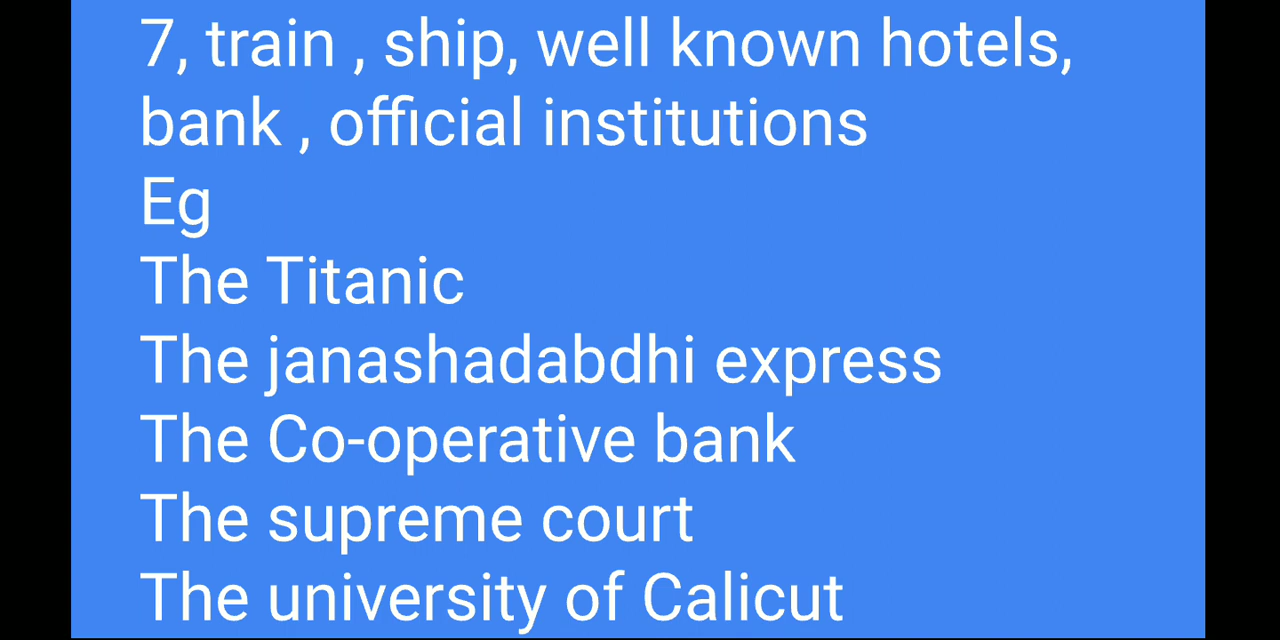 7, train , ship, well known hotels,
bank , official institutions
Eg
The Titanic
The janashadabdhi express
The Co-operative bank
The supreme court
The university of Calicut